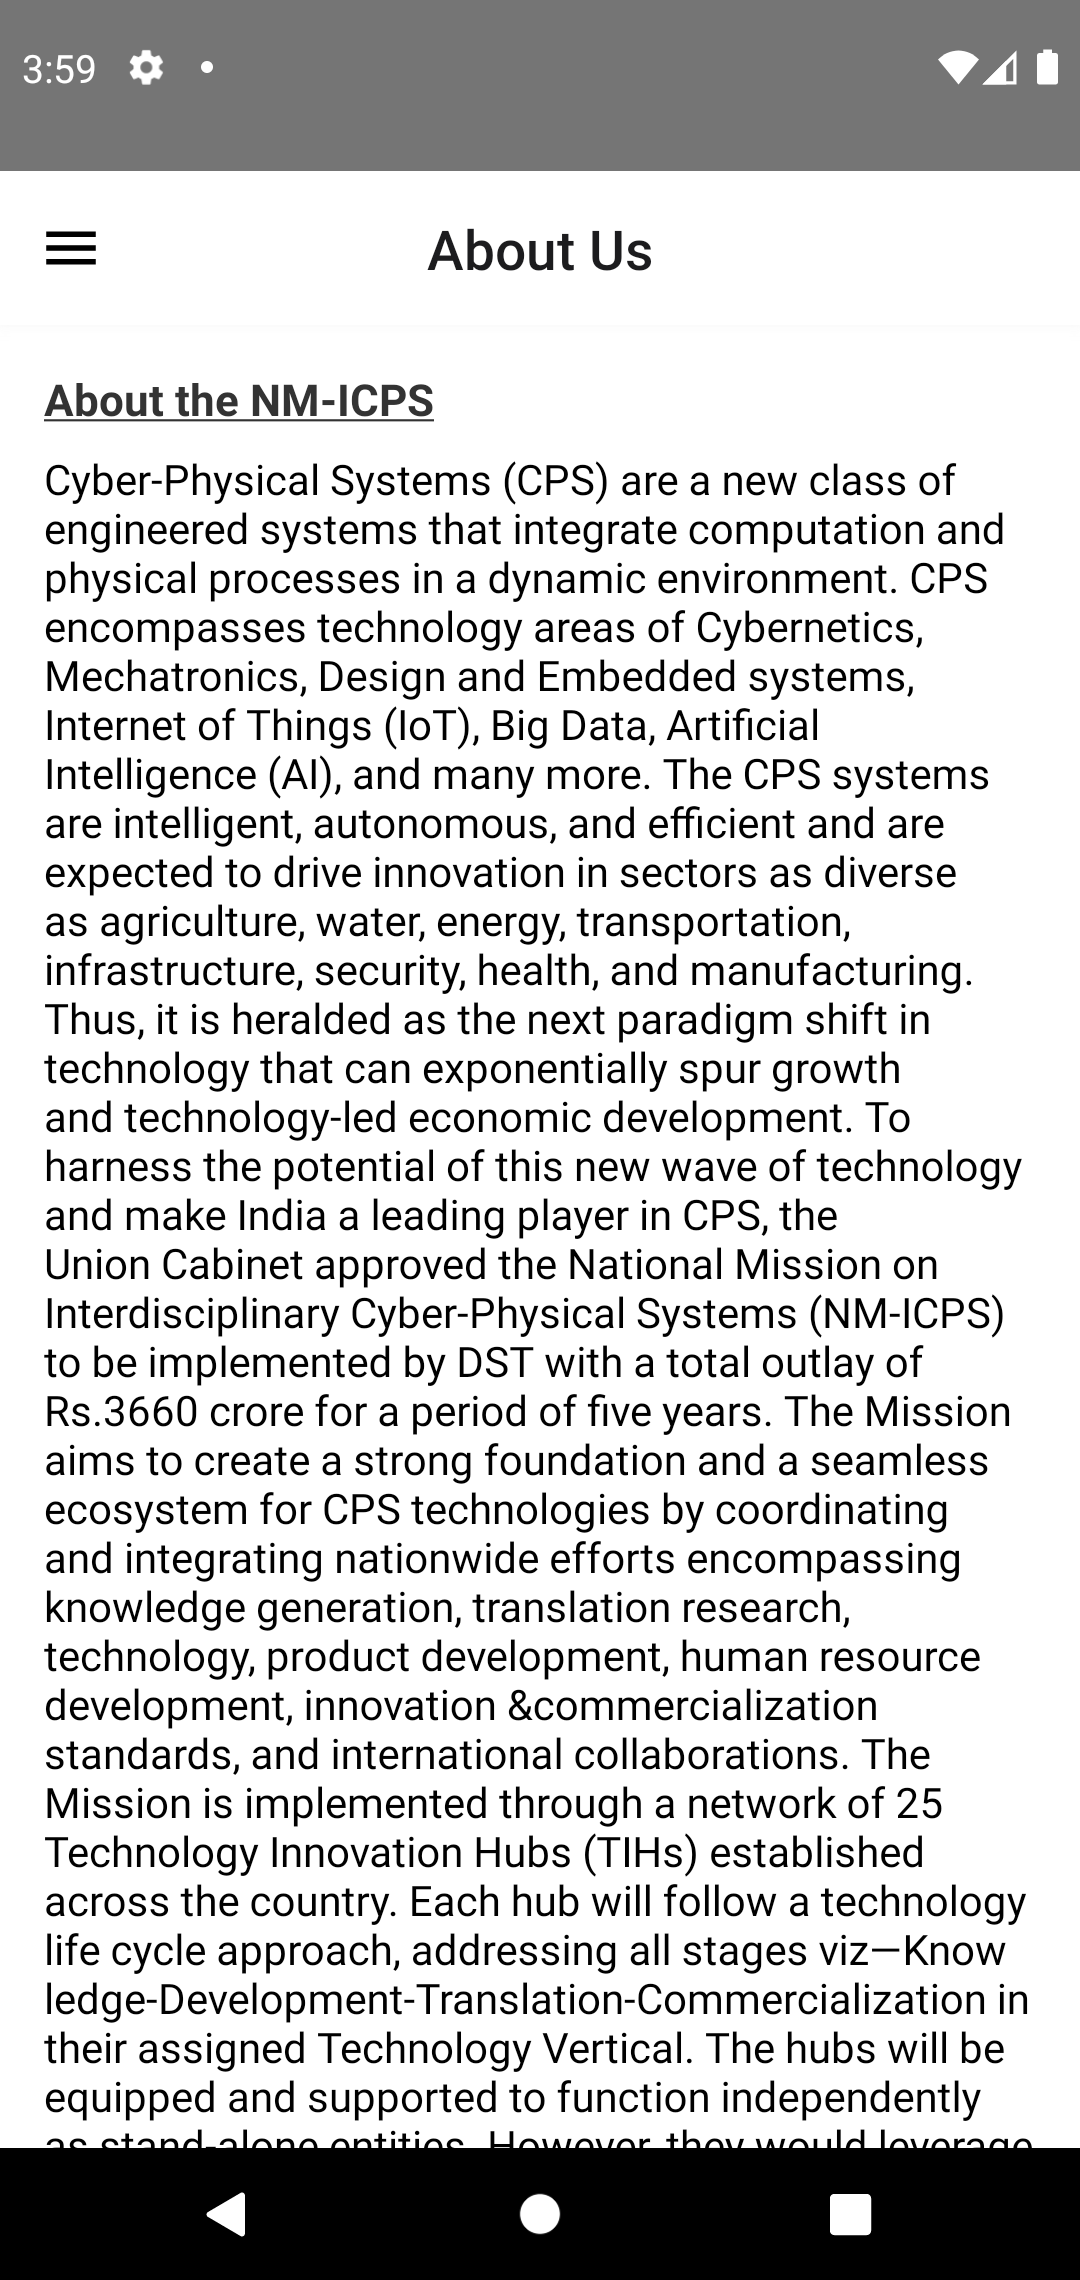 3:59
About Us
About the NM-ICPS
Cyber-Physical Systems (CPS) are a new class of
engineered systems that integrate computation and
physical processes in a dynamic environment. CPS
encompasses technology areas of Cybernetics,
Mechatronics, Design and Embedded systems,
Internet of Things (IoT), Big Data, Artificial
Intelligence (AI), and many more. The CPS systems
are intelligent, autonomous, and efficient and are
expected to drive innovation in sectors as diverse
as agriculture, water, energy, transportation,
infrastructure, security, health, and manufacturing.
Thus, it is heralded as the next paradigm shift in
technology that can exponentially spur growth
and technology-led economic development. To
harness the potential of this new wave of technology
and make India a leading player in CPS, the
Union Cabinet approved the National Mission on
Interdisciplinary Cyber-Physical Systems (NM-ICPS)
to be implemented by DST with a total outlay of
Rs.3660 crore for a period of five years. The Mission
aims to create a strong foundation and a seamless
ecosystem for CPS technologies by coordinating
and integrating nationwide efforts encompassing
knowledge generation, translation research,
technology, product development, human resource
development, innovation &commercialization
standards, and international collaborations. The
Mission is implemented through a network of 25
Technology Innovation Hubs (TIHs) established
across the country. Each hub will follow a technology
life cycle approach, addressing all stages viz—Know
ledge-Development-Translation-Commercialization in
their assigned Technology Vertical. The hubs will be
equipped and supported to function independently
as stand-alone entities. However, they would leverage